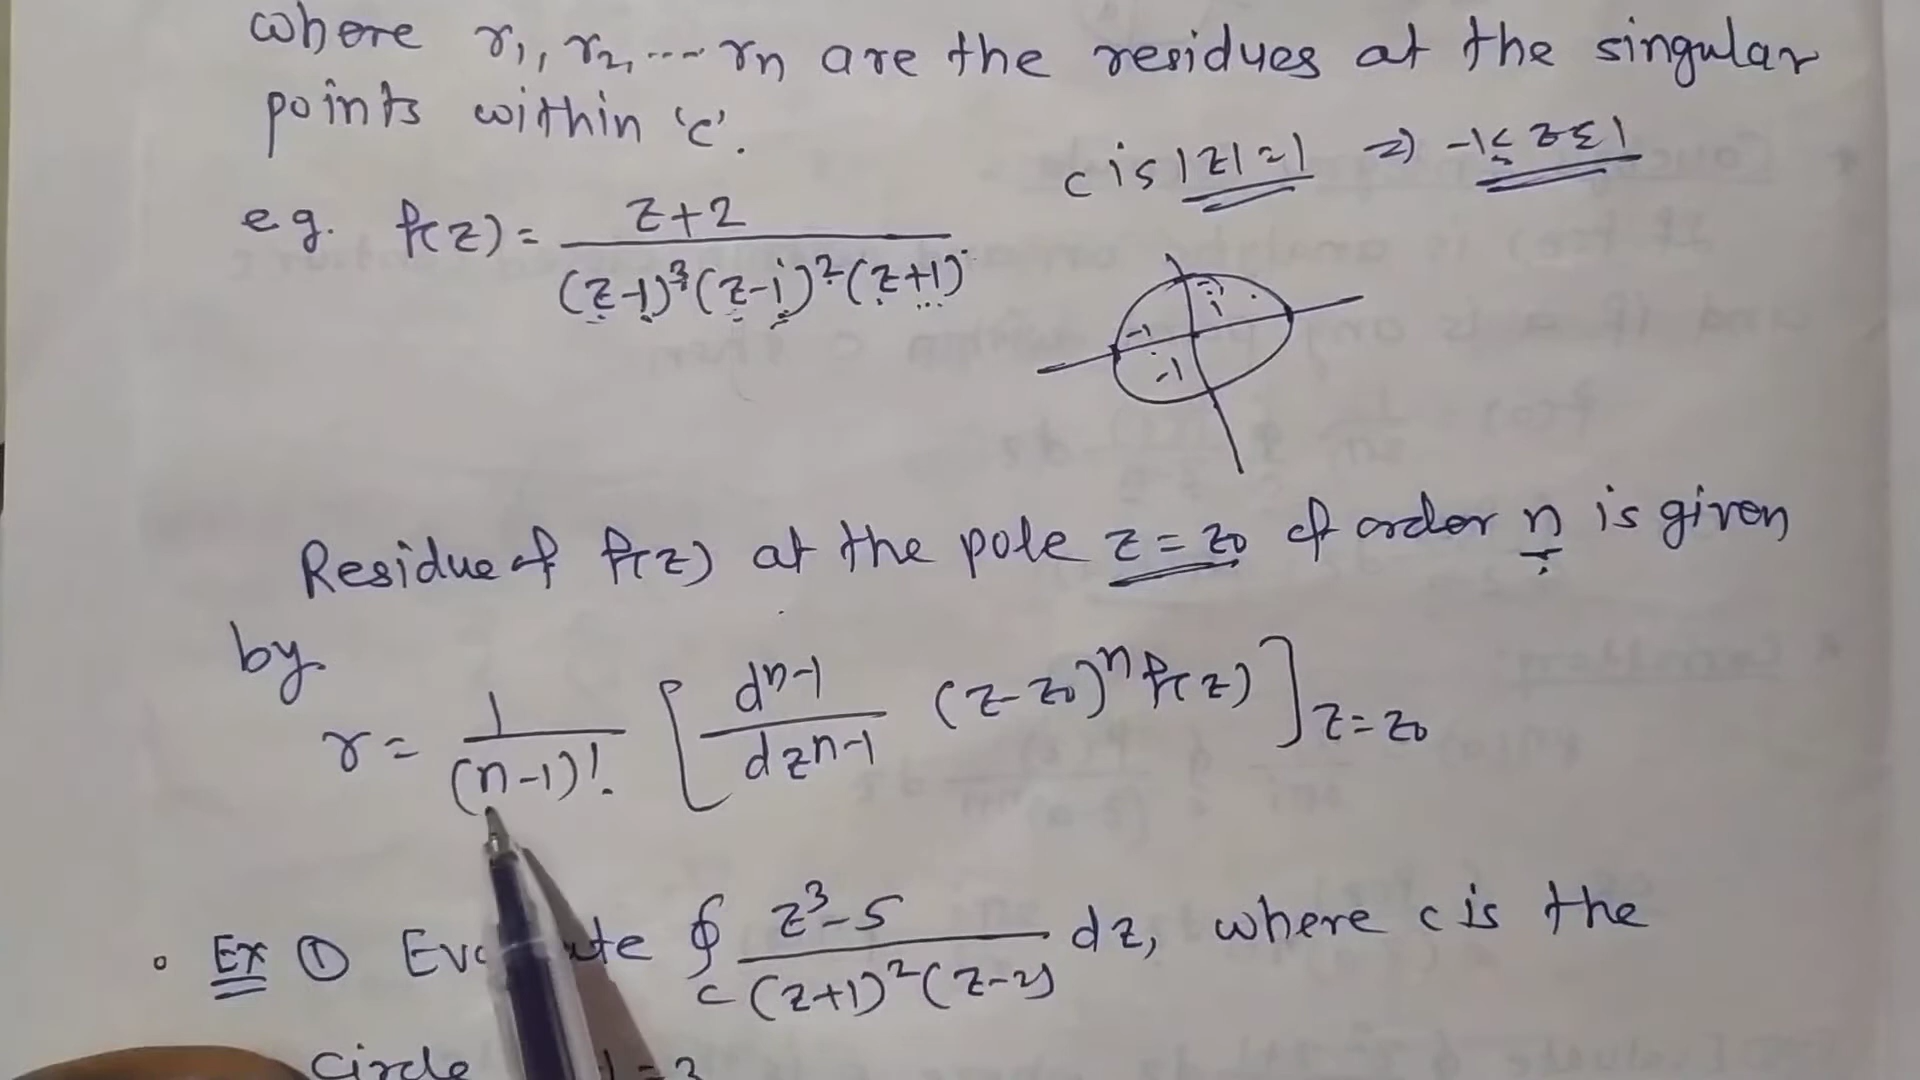 where r₁, r₂, ---- rₙ are the residues at the singular
points within 'c'.
c is |z|=1 ⇒ -1≤ z ≤1
e.g. f(z) = (z+2)/((z-1)³(z-i)²(z+1))
-1 i
-1
Residue of f(z) at the pole z = z₀ of order n is given
by
r = 1/(n-1)! [dⁿ⁻¹/dzⁿ⁻¹ (z-z₀)ⁿ f(z)]z=z₀
Ex ① ∮c (z³-5)/((z+1)²(z-2)) dz, where c is the
circle = 3